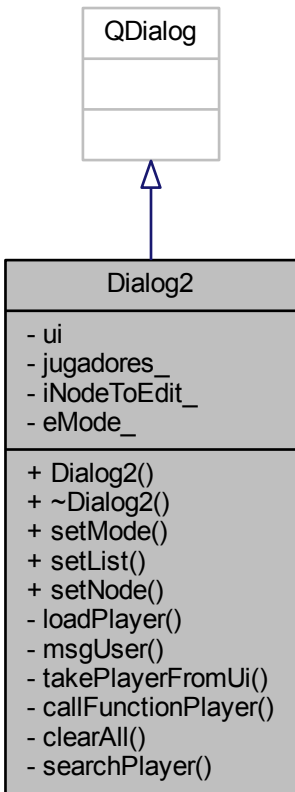 QDialog
Dialog2
- ui
- jugadores_
- iNodeToEdit_
- eMode_
+ Dialog2()
+ ~Dialog2()
+ setMode()
+ setList()
+ setNode()
- loadPlayer()
- msgUser()
- takePlayerFromUi()
- callFunctionPlayer()
- clearAll()
- searchPlayer()